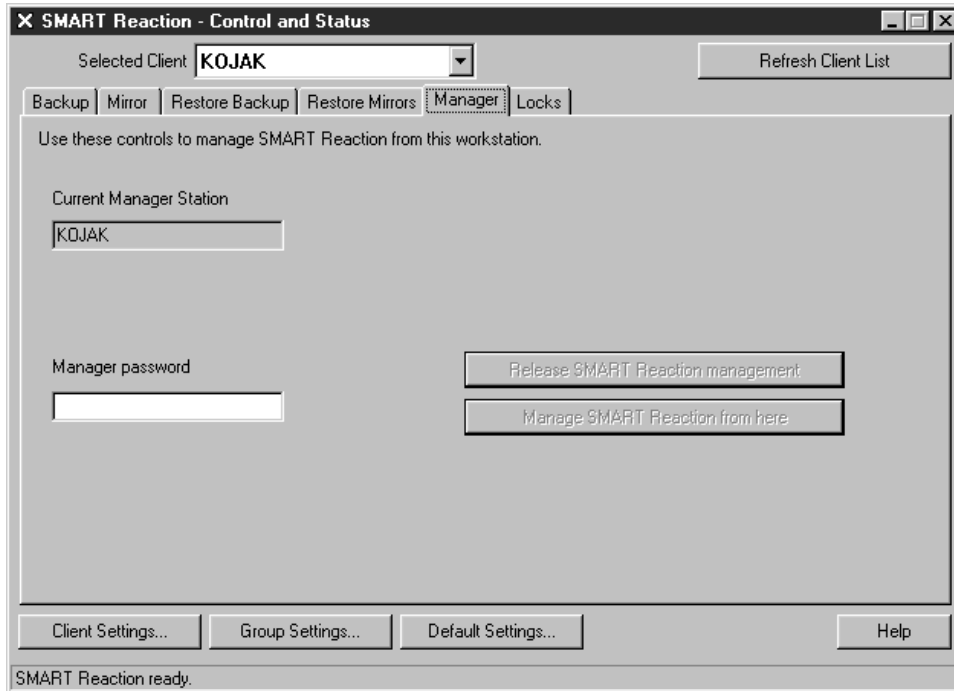 SMART Reaction - Control and Status
Selected Client KOJAK Refresh Client List
Backup Mirror Restore Backup Restore Mirrors Manager Locks
Use these controls to manage SMART Reaction from this workstation.
Current Manager Station
KOJAK
Manager password
Release SMART Reaction management
Manage SMART Reaction from here
Client Settings... Group Settings... Default Settings... Help
SMART Reaction ready.